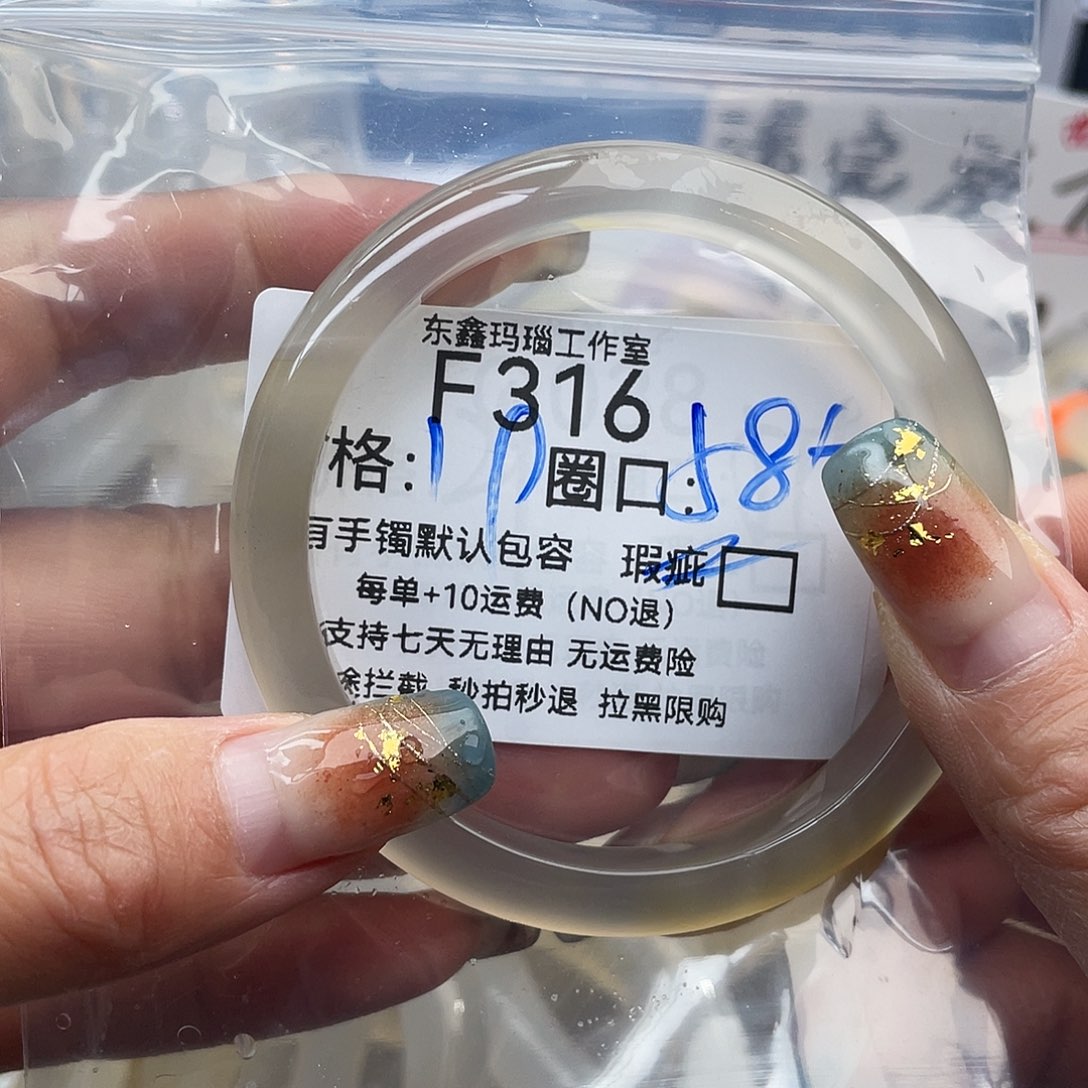 东鑫玛瑙工作室
F316
格: 圈口: 58
有手镯默认包容 瑕疵
每单+10运费 (NO退)
支持七天无理由 无运费险
途拦截 秒拍秒退 拉黑限购